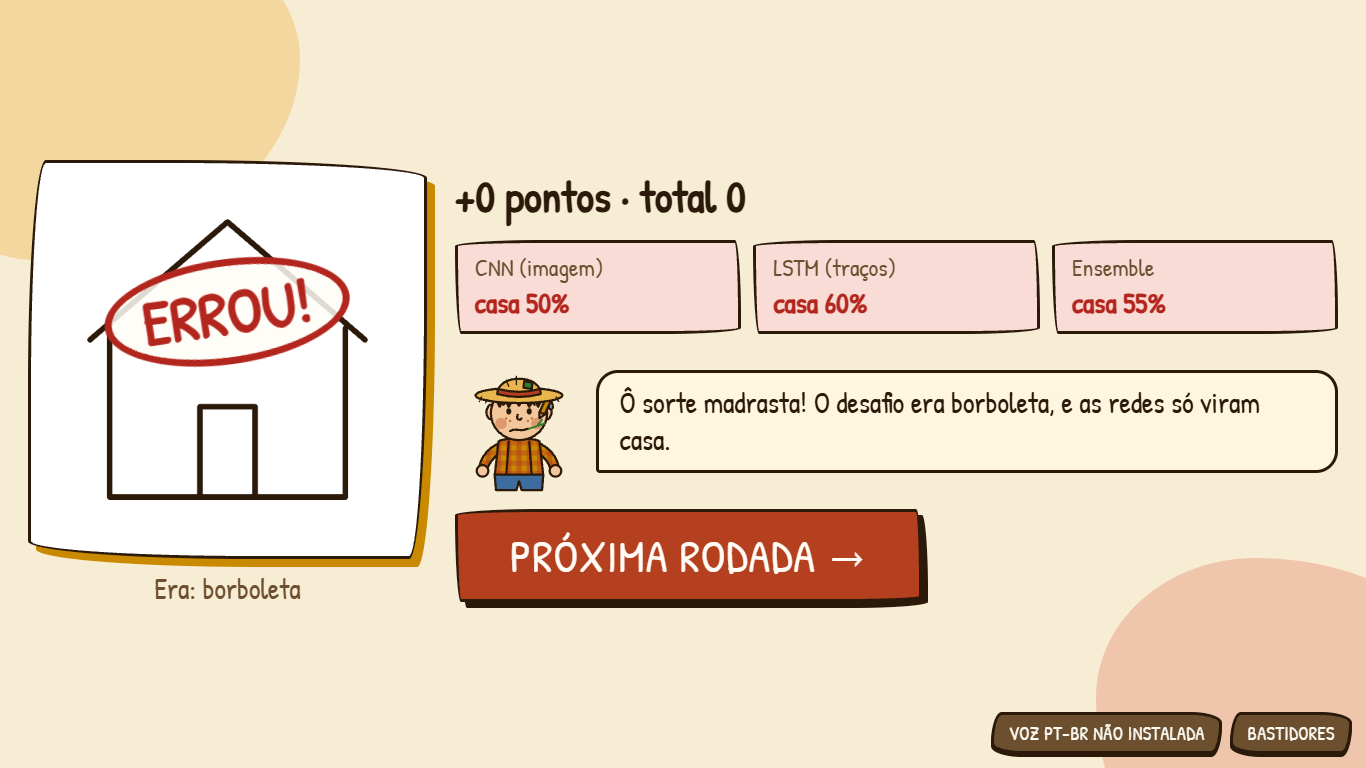 ERROU!
Era: borboleta
+0 pontos · total 0
CNN (imagem)
casa 50%
LSTM (traços)
casa 60%
Ensemble
casa 55%
Ô sorte madrasta! O desafio era borboleta, e as redes só viram
casa.
PRÓXIMA RODADA →
VOZ PT-BR NÃO INSTALADA
BASTIDORES